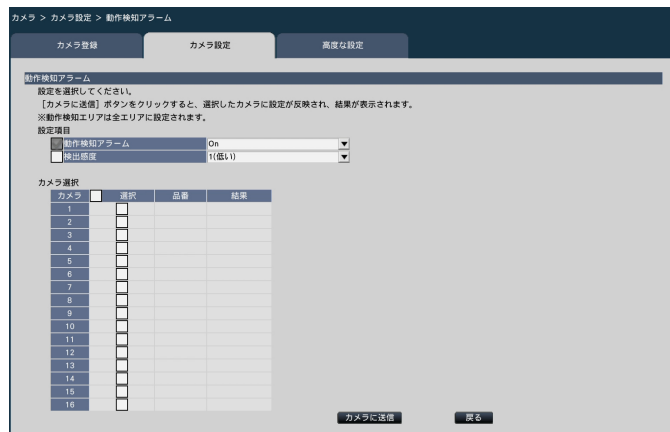 カメラ > カメラ設定 > 動作検知アラーム
カメラ登録 カメラ設定 高度な設定
動作検知アラーム
設定を選択してください。
［カメラに送信］ボタンをクリックすると、選択したカメラに設定が反映され、結果が表示されます。
※動作検知エリアは全エリアに設定されます。
設定項目
動作検知アラーム On
検出感度 1(低い)
カメラ選択
カメラ 選択 品番 結果
1
2
3
4
5
6
7
8
9
10
11
12
13
14
15
16
カメラに送信 戻る